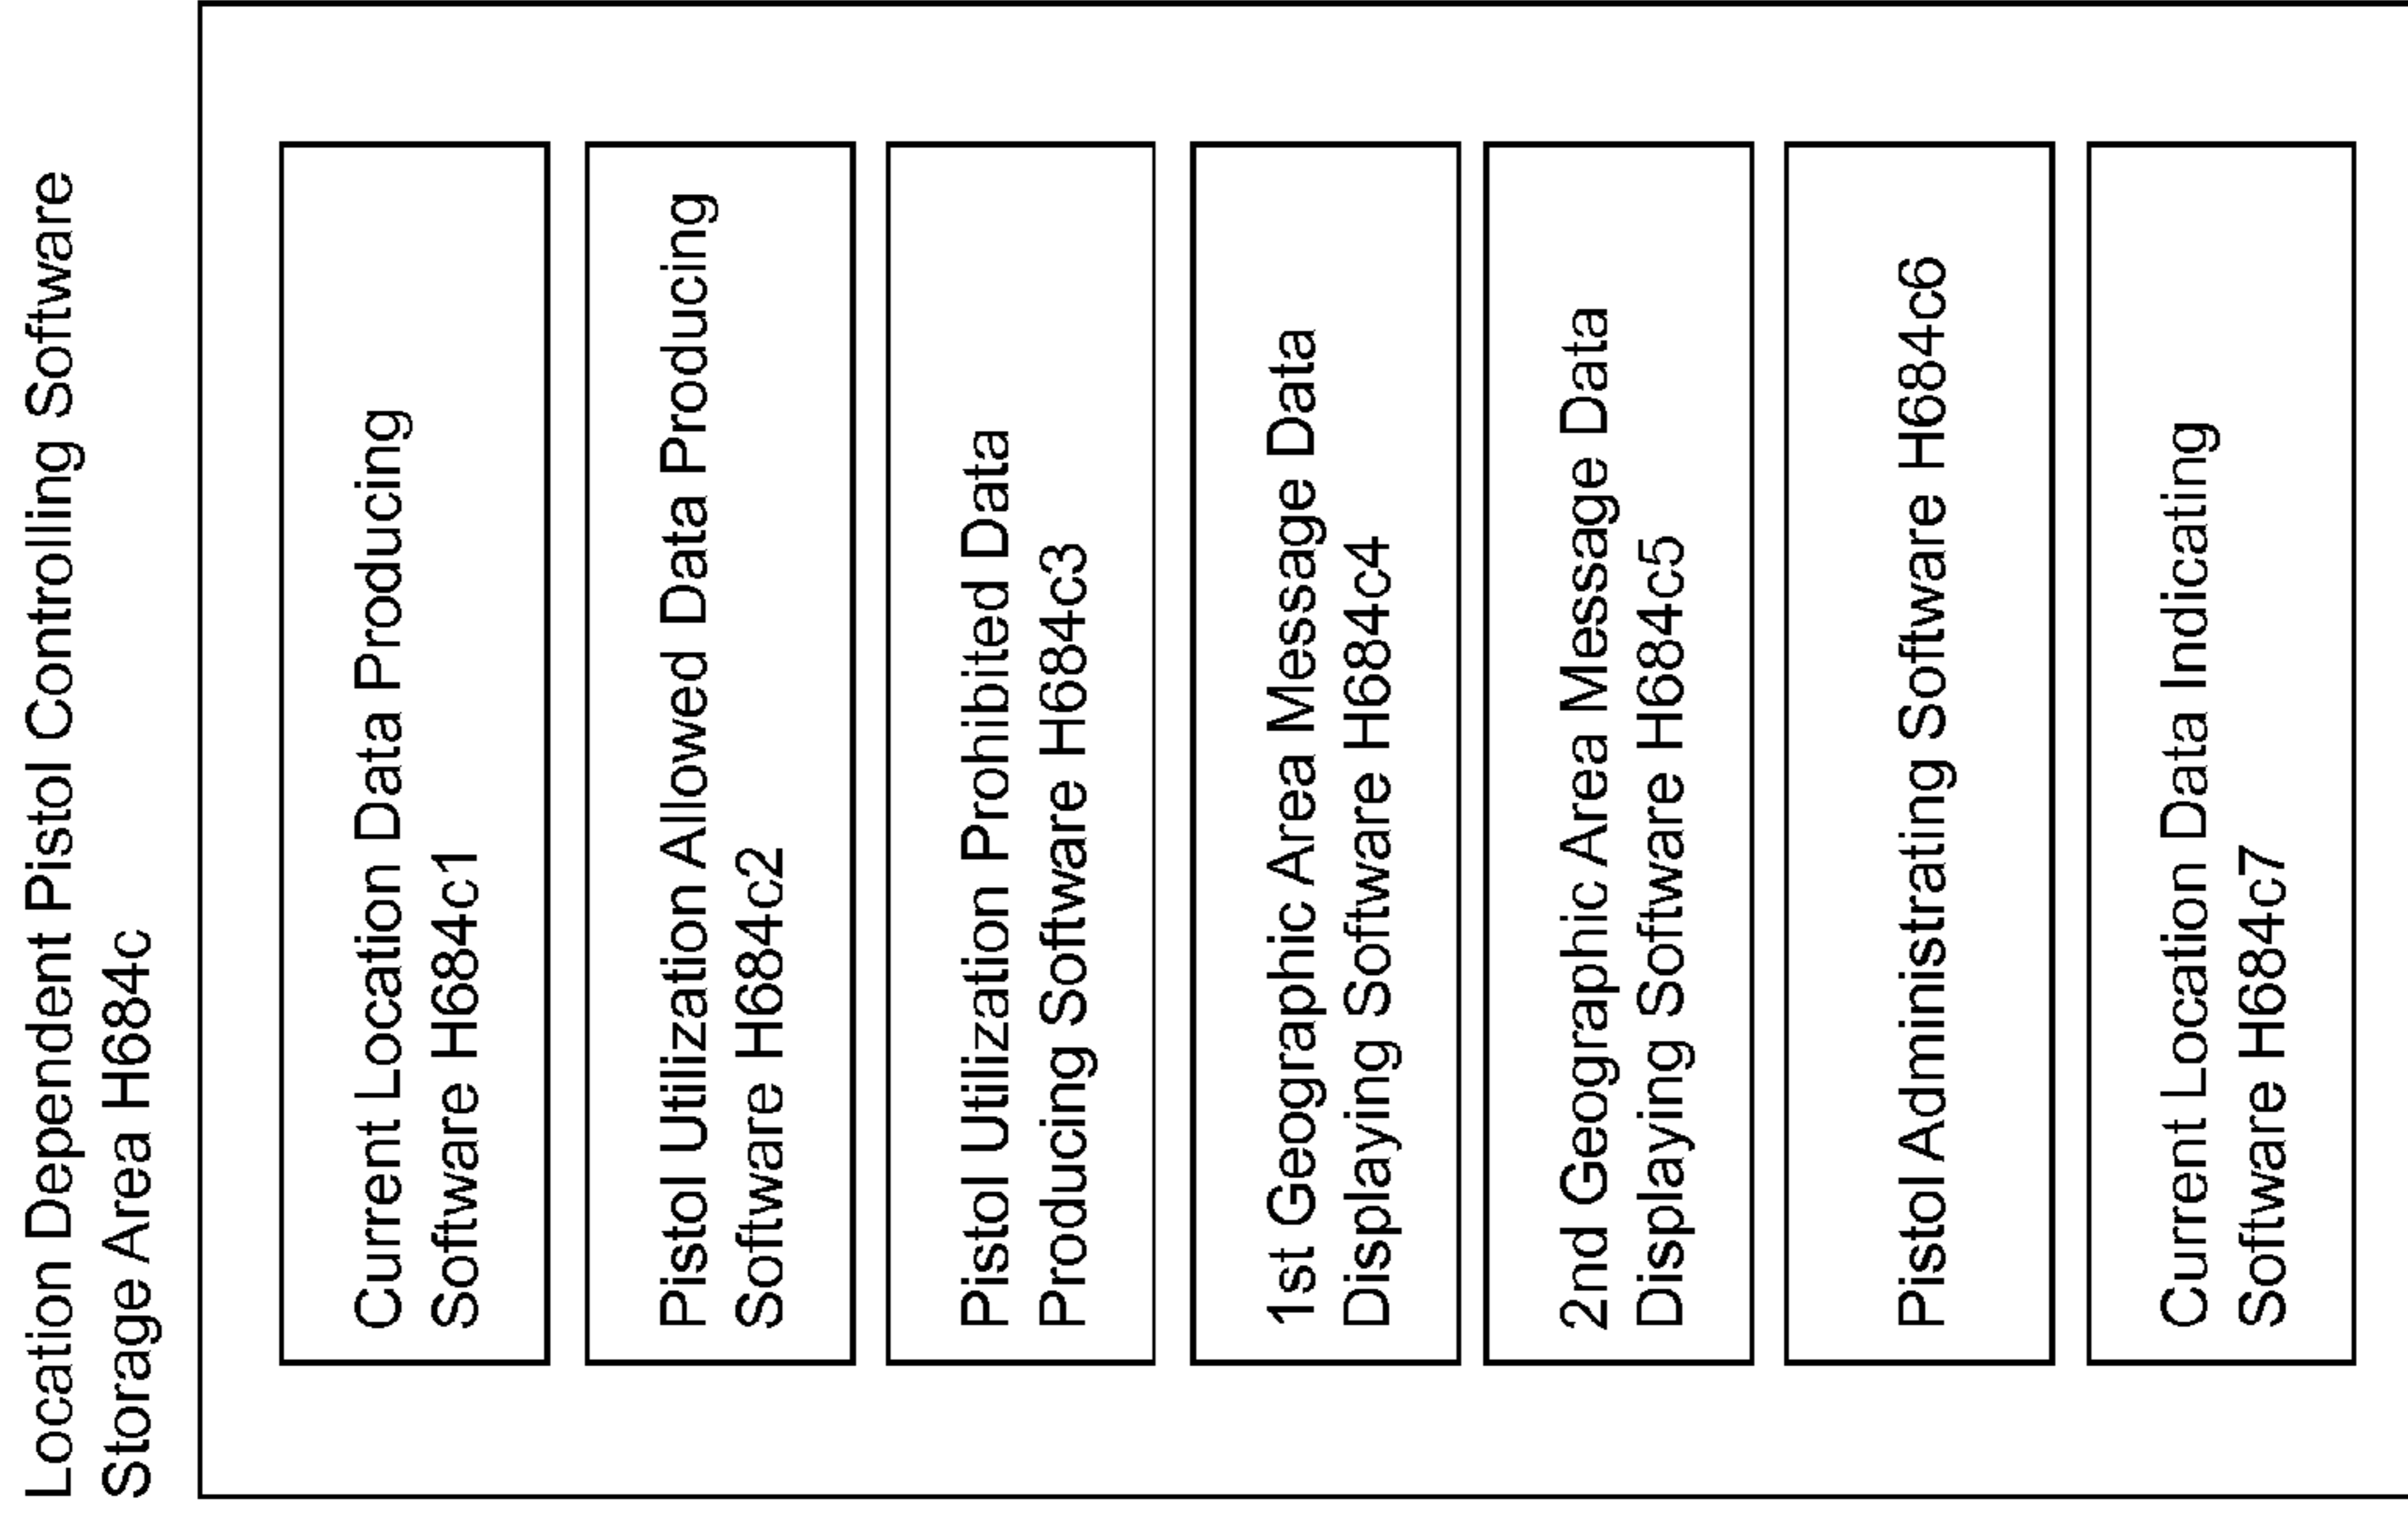 Location Dependent Pistol Controlling Software
Storage Area H684c
Current Location Data Producing
Software H684c1
Pistol Utilization Allowed Data Producing
Software H684c2
Pistol Utilization Prohibited Data
Producing Software H684c3
1st Geographic Area Message Data
Displaying Software H684c4
2nd Geographic Area Message Data
Displaying Software H684c5
Pistol Administrating Software H684c6
Current Location Data Indicating
Software H684c7